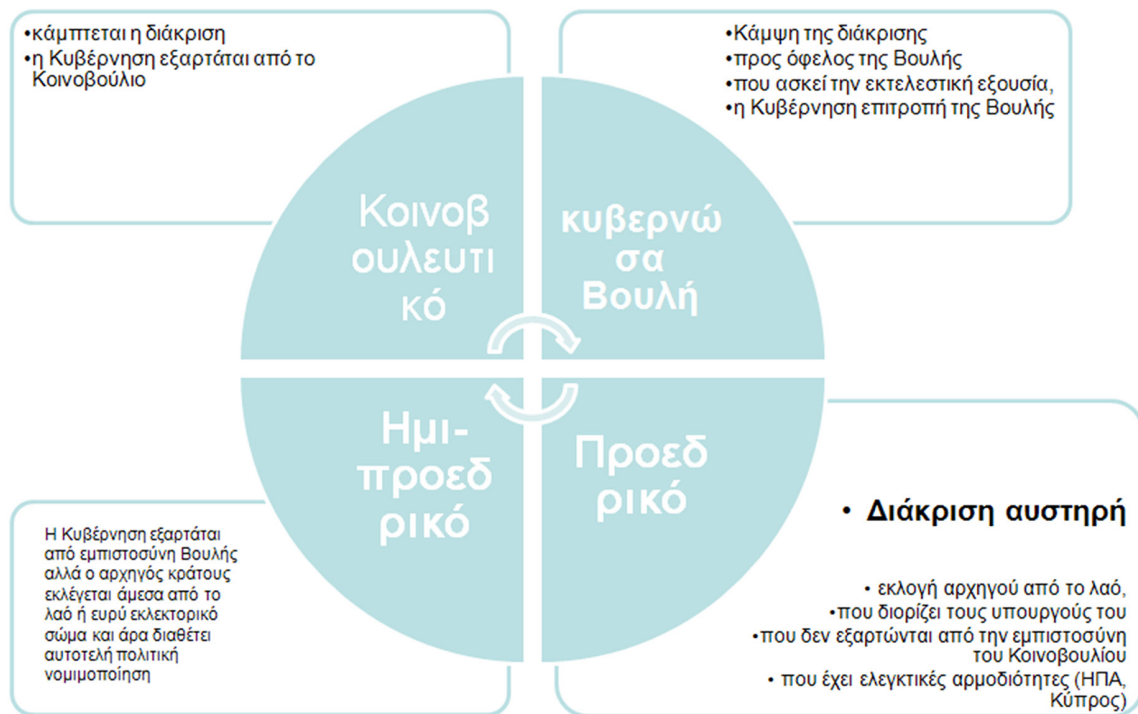 •κάμπτεται η διάκριση
•η Κυβέρνηση εξαρτάται από το
Κοινοβούλιο
•Κάμψη της διάκρισης
•προς όφελος της Βουλής
•που ασκεί την εκτελεστική εξουσία,
•η Κυβέρνηση επιτροπή της Βουλής
Κοινοβ
ουλευτι
κό
κυβερνώ
σα
Βουλή
Ημι-
προεδ
ρικό
Προεδ
ρικό
Η Κυβέρνηση εξαρτάται
από εμπιστοσύνη Βουλής
αλλά ο αρχηγός κράτους
εκλέγεται άμεσα από το
λαό ή ευρύ εκλεκτορικό
σώμα και άρα διαθέτει
αυτοτελή πολιτική
νομιμοποίηση
• Διάκριση αυστηρή
• εκλογή αρχηγού από το λαό,
•που διορίζει τους υπουργούς του
•που δεν εξαρτώνται από την εμπιστοσύνη
του Κοινοβουλίου
• που έχει ελεγκτικές αρμοδιότητες (ΗΠΑ,
Κύπρος)